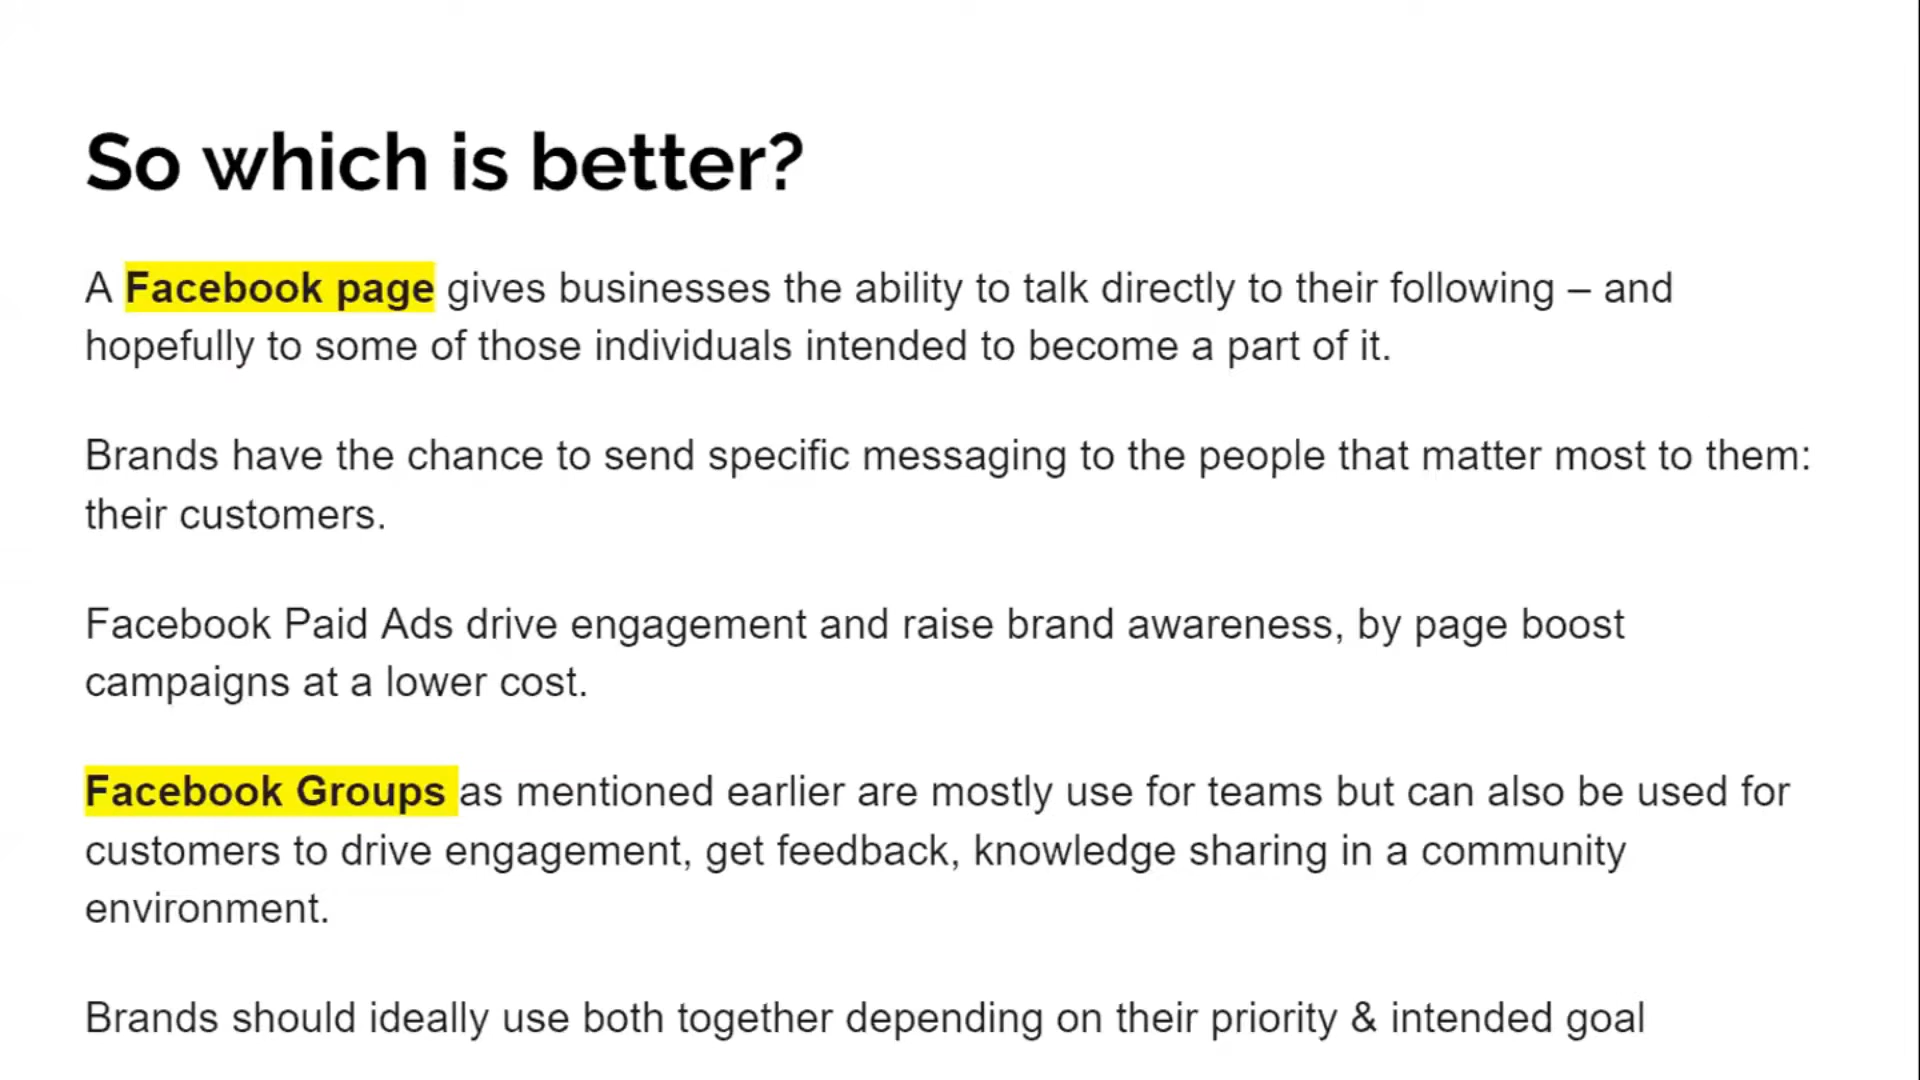 So which is better?
A Facebook page gives businesses the ability to talk directly to their following – and
hopefully to some of those individuals intended to become a part of it.
Brands have the chance to send specific messaging to the people that matter most to them:
their customers.
Facebook Paid Ads drive engagement and raise brand awareness, by page boost
campaigns at a lower cost.
Facebook Groups as mentioned earlier are mostly use for teams but can also be used for
customers to drive engagement, get feedback, knowledge sharing in a community
environment.
Brands should ideally use both together depending on their priority & intended goal